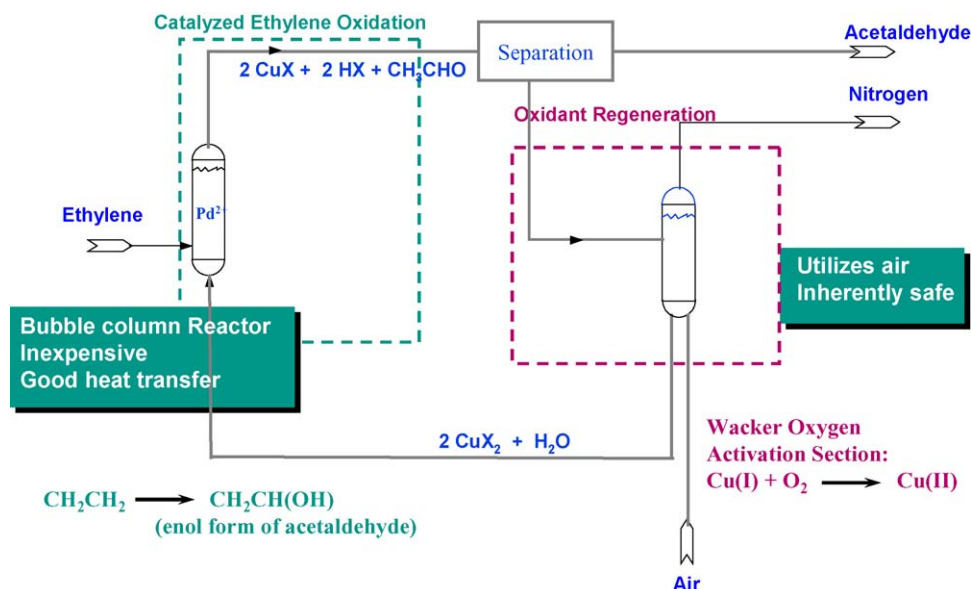 Catalyzed Ethylene Oxidation
2 CuX + 2 HX + CH₃CHO
Separation
Acetaldehyde
Nitrogen
Oxidant Regeneration
Ethylene
Pd²⁺
Utilizes air
Inherently safe
Bubble column Reactor
Inexpensive
Good heat transfer
2 CuX₂ + H₂O
Wacker Oxygen
Activation Section:
Cu(I) + O₂ ⟶ Cu(II)
CH₂CH₂ ⟶ CH₂CH(OH)
(enol form of acetaldehyde)
Air